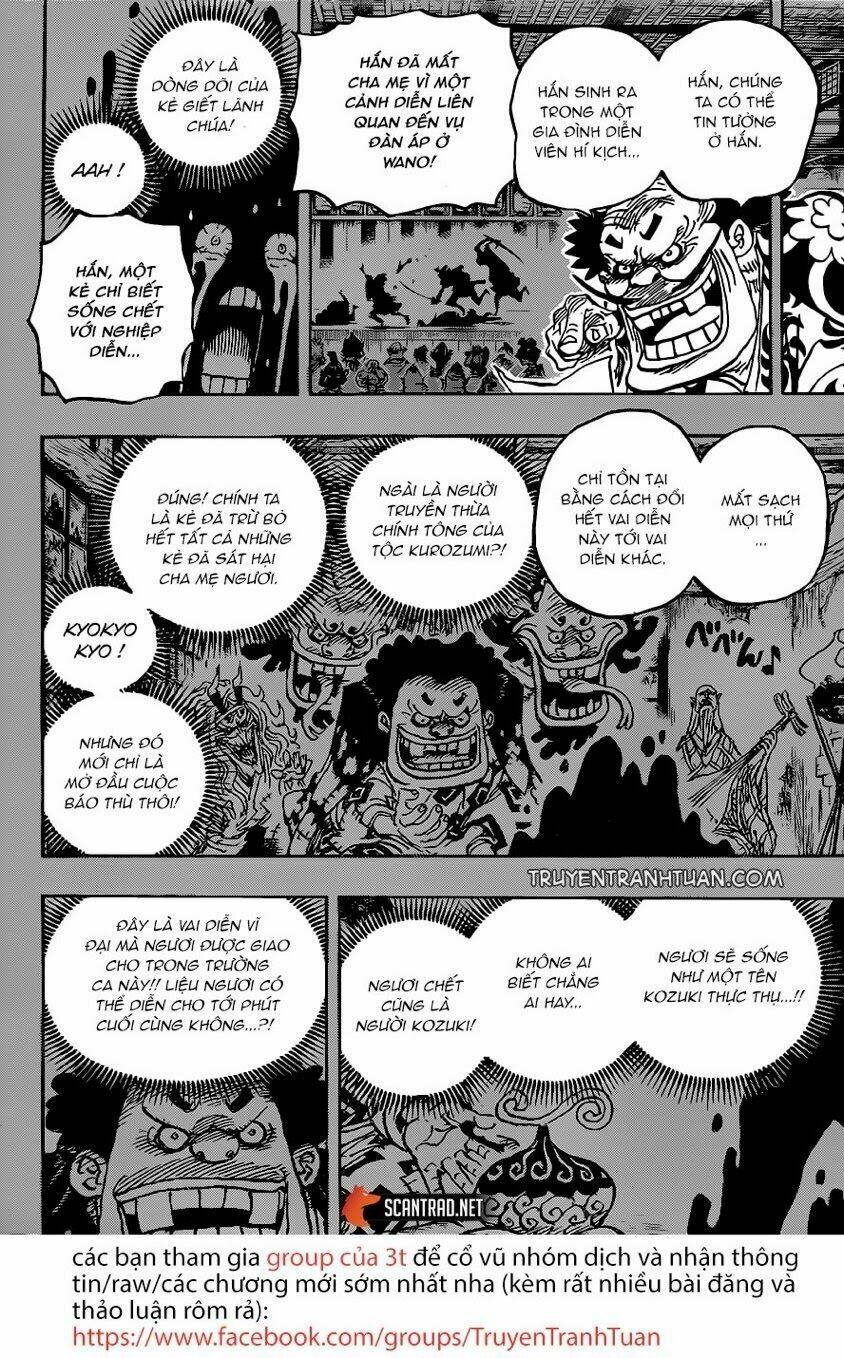 HẮN, CHÚNG
TA CÓ THỂ
TIN TƯỞNG
Ở HẮN.
HẮN SINH RA
TRONG MỘT
GIA ĐÌNH DIỄN
VIÊN HÍ KỊCH...
HẮN ĐÃ MẤT
CHA MẸ VÌ MỘT
CẢNH DIỄN LIÊN
QUAN ĐẾN VỤ
ĐÀN ÁP Ở
WANO!
ĐÂY LÀ
DÒNG DÕI CỦA
KẺ GIẾT LÃNH
CHÚA!
AAH !
HẮN, MỘT
KẺ CHỈ BIẾT
SỐNG CHẾT
VỚI NGHIỆP
DIỄN...
MẤT SẠCH
MỌI THỨ
...
CHỈ TỒN TẠI
BẰNG CÁCH ĐỔI
HẾT VAI DIỄN
NÀY TỚI VAI
DIỄN KHÁC.
NGÀI LÀ NGƯỜI
TRUYỀN THỪA
CHÍNH TÔNG CỦA
TỘC KUROZUMI?!
ĐÚNG! CHÍNH TA
LÀ KẺ ĐÃ TRỪ BỎ
HẾT TẤT CẢ NHỮNG
KẺ ĐÃ SÁT HẠI
CHA MẸ NGƯƠI.
KYOKYO
KYO !
NHƯNG ĐÓ
MỚI CHỈ LÀ
MỞ ĐẦU CUỘC
BÁO THÙ THÔI!
べべんっ♪
TRUYENTRANHTUAN.COM
NGƯƠI SẼ SỐNG
NHƯ MỘT TÊN
KOZUKI THỰC THỤ...!!
KHÔNG AI
BIẾT CHẲNG
AI HAY...
NGƯƠI CHẾT
CŨNG LÀ
NGƯỜI KOZUKI!
ĐÂY LÀ VAI DIỄN VĨ
ĐẠI MÀ NGƯƠI ĐƯỢC GIAO
CHO TRONG TRƯỜNG
CA NÀY!! LIỆU NGƯƠI CÓ
THỂ DIỄN CHO TỚI PHÚT
CUỐI CÙNG KHÔNG...?!
SCANTRAD.NET
các bạn tham gia group của 3t để cổ vũ nhóm dịch và nhận thông
tin/raw/các chương mới sớm nhất nha (kèm rất nhiều bài đăng và
thảo luận rôm rả):
https://www.facebook.com/groups/TruyenTranhTuan